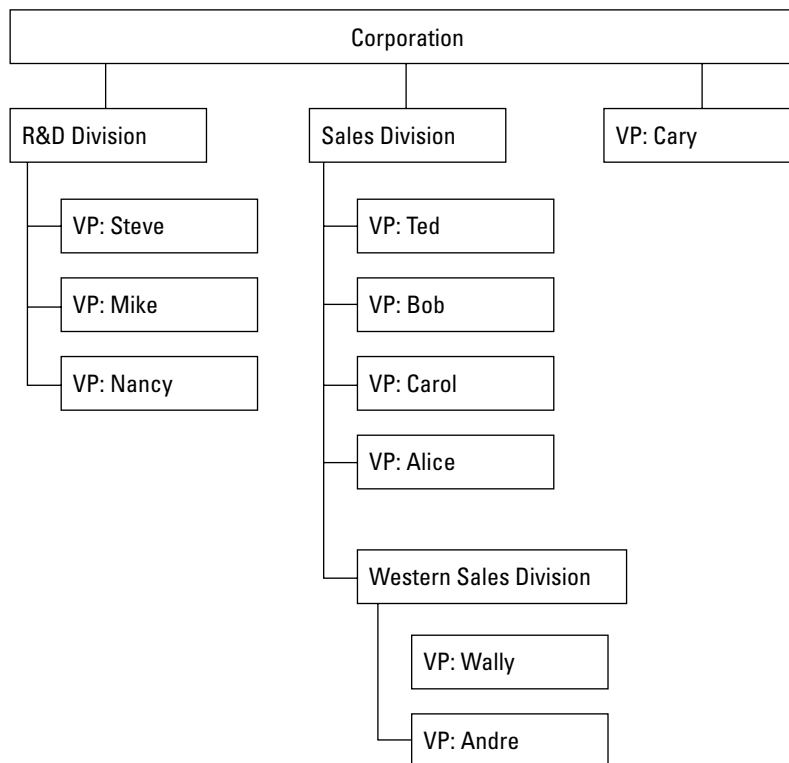 Corporation
R&D Division
Sales Division
VP: Cary
VP: Steve
VP: Mike
VP: Nancy
VP: Ted
VP: Bob
VP: Carol
VP: Alice
Western Sales Division
VP: Wally
VP: Andre